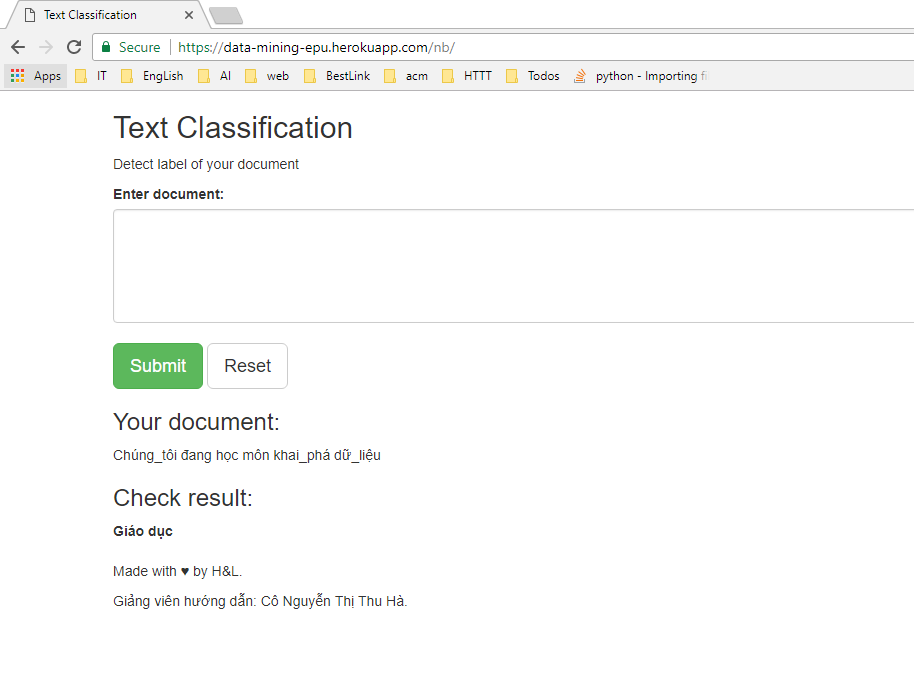 Text Classification
Secure https://data-mining-epu.herokuapp.com/nb/
Apps IT EngLish AI web BestLink acm HTTT Todos python - Importing fi
Text Classification
Detect label of your document
Enter document:
Submit Reset
Your document:
Chúng_tôi đang học môn khai_phá dữ_liệu
Check result:
Giáo dục
Made with ♥ by H&L.
Giảng viên hướng dẫn: Cô Nguyễn Thị Thu Hà.